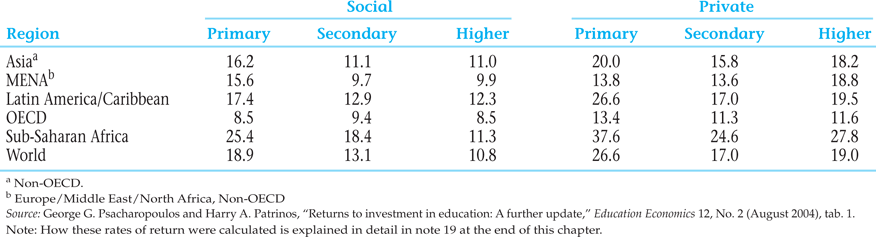 Social Private
Region Primary Secondary Higher Primary Secondary Higher
Asiaa 16.2 11.1 11.0 20.0 15.8 18.2
MENAb 15.6 9.7 9.9 13.8 13.6 18.8
Latin America/Caribbean 17.4 12.9 12.3 26.6 17.0 19.5
OECD 8.5 9.4 8.5 13.4 11.3 11.6
Sub-Saharan Africa 25.4 18.4 11.3 37.6 24.6 27.8
World 18.9 13.1 10.8 26.6 17.0 19.0
a Non-OECD.
b Europe/Middle East/North Africa, Non-OECD
Source: George G. Psacharopoulos and Harry A. Patrinos, “Returns to investment in education: A further update,” Education Economics 12, No. 2 (August 2004), tab. 1.
Note: How these rates of return were calculated is explained in detail in note 19 at the end of this chapter.